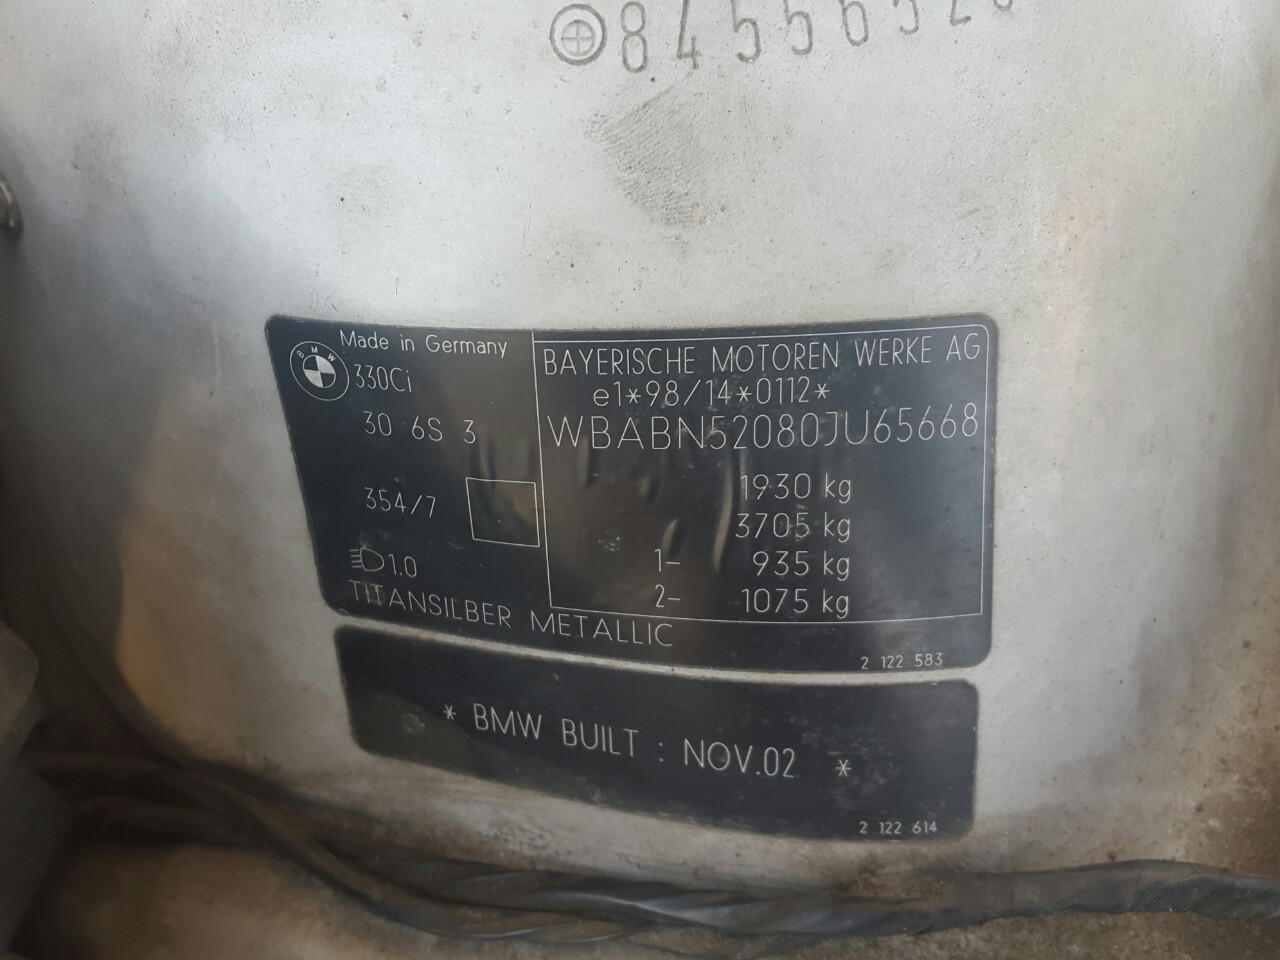 8455652
Made in Germany
BMW
330Ci
30 6S 3
354/7
1.0
TITANSILBER METALLIC
BAYERISCHE MOTOREN WERKE AG
e1*98/14*0112*
WBABN52080JU65668
1930 kg
3705 kg
1- 935 kg
2- 1075 kg
2 122 583
* BMW BUILT : NOV.02 *
2 122 614